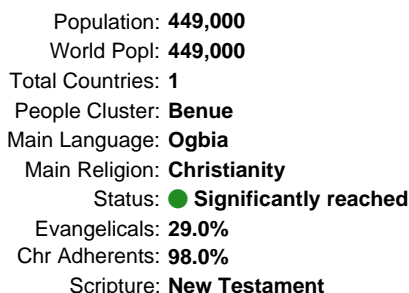 Population: 449,000
World Popl: 449,000
Total Countries: 1
People Cluster: Benue
Main Language: Ogbia
Main Religion: Christianity
Status: Significantly reached
Evangelicals: 29.0%
Chr Adherents: 98.0%
Scripture: New Testament